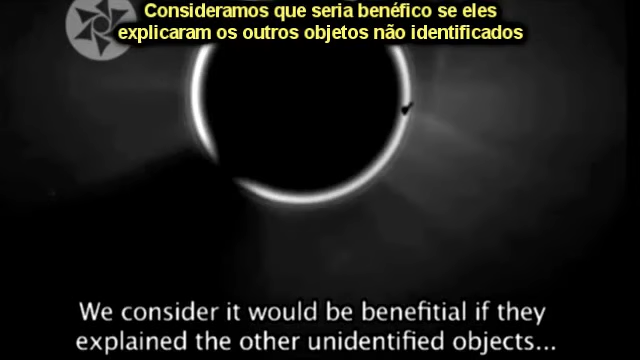 Consideramos que seria benéfico se eles
explicaram os outros objetos não identificados
We consider it would be benefitial if they
explained the other unidentified objects...